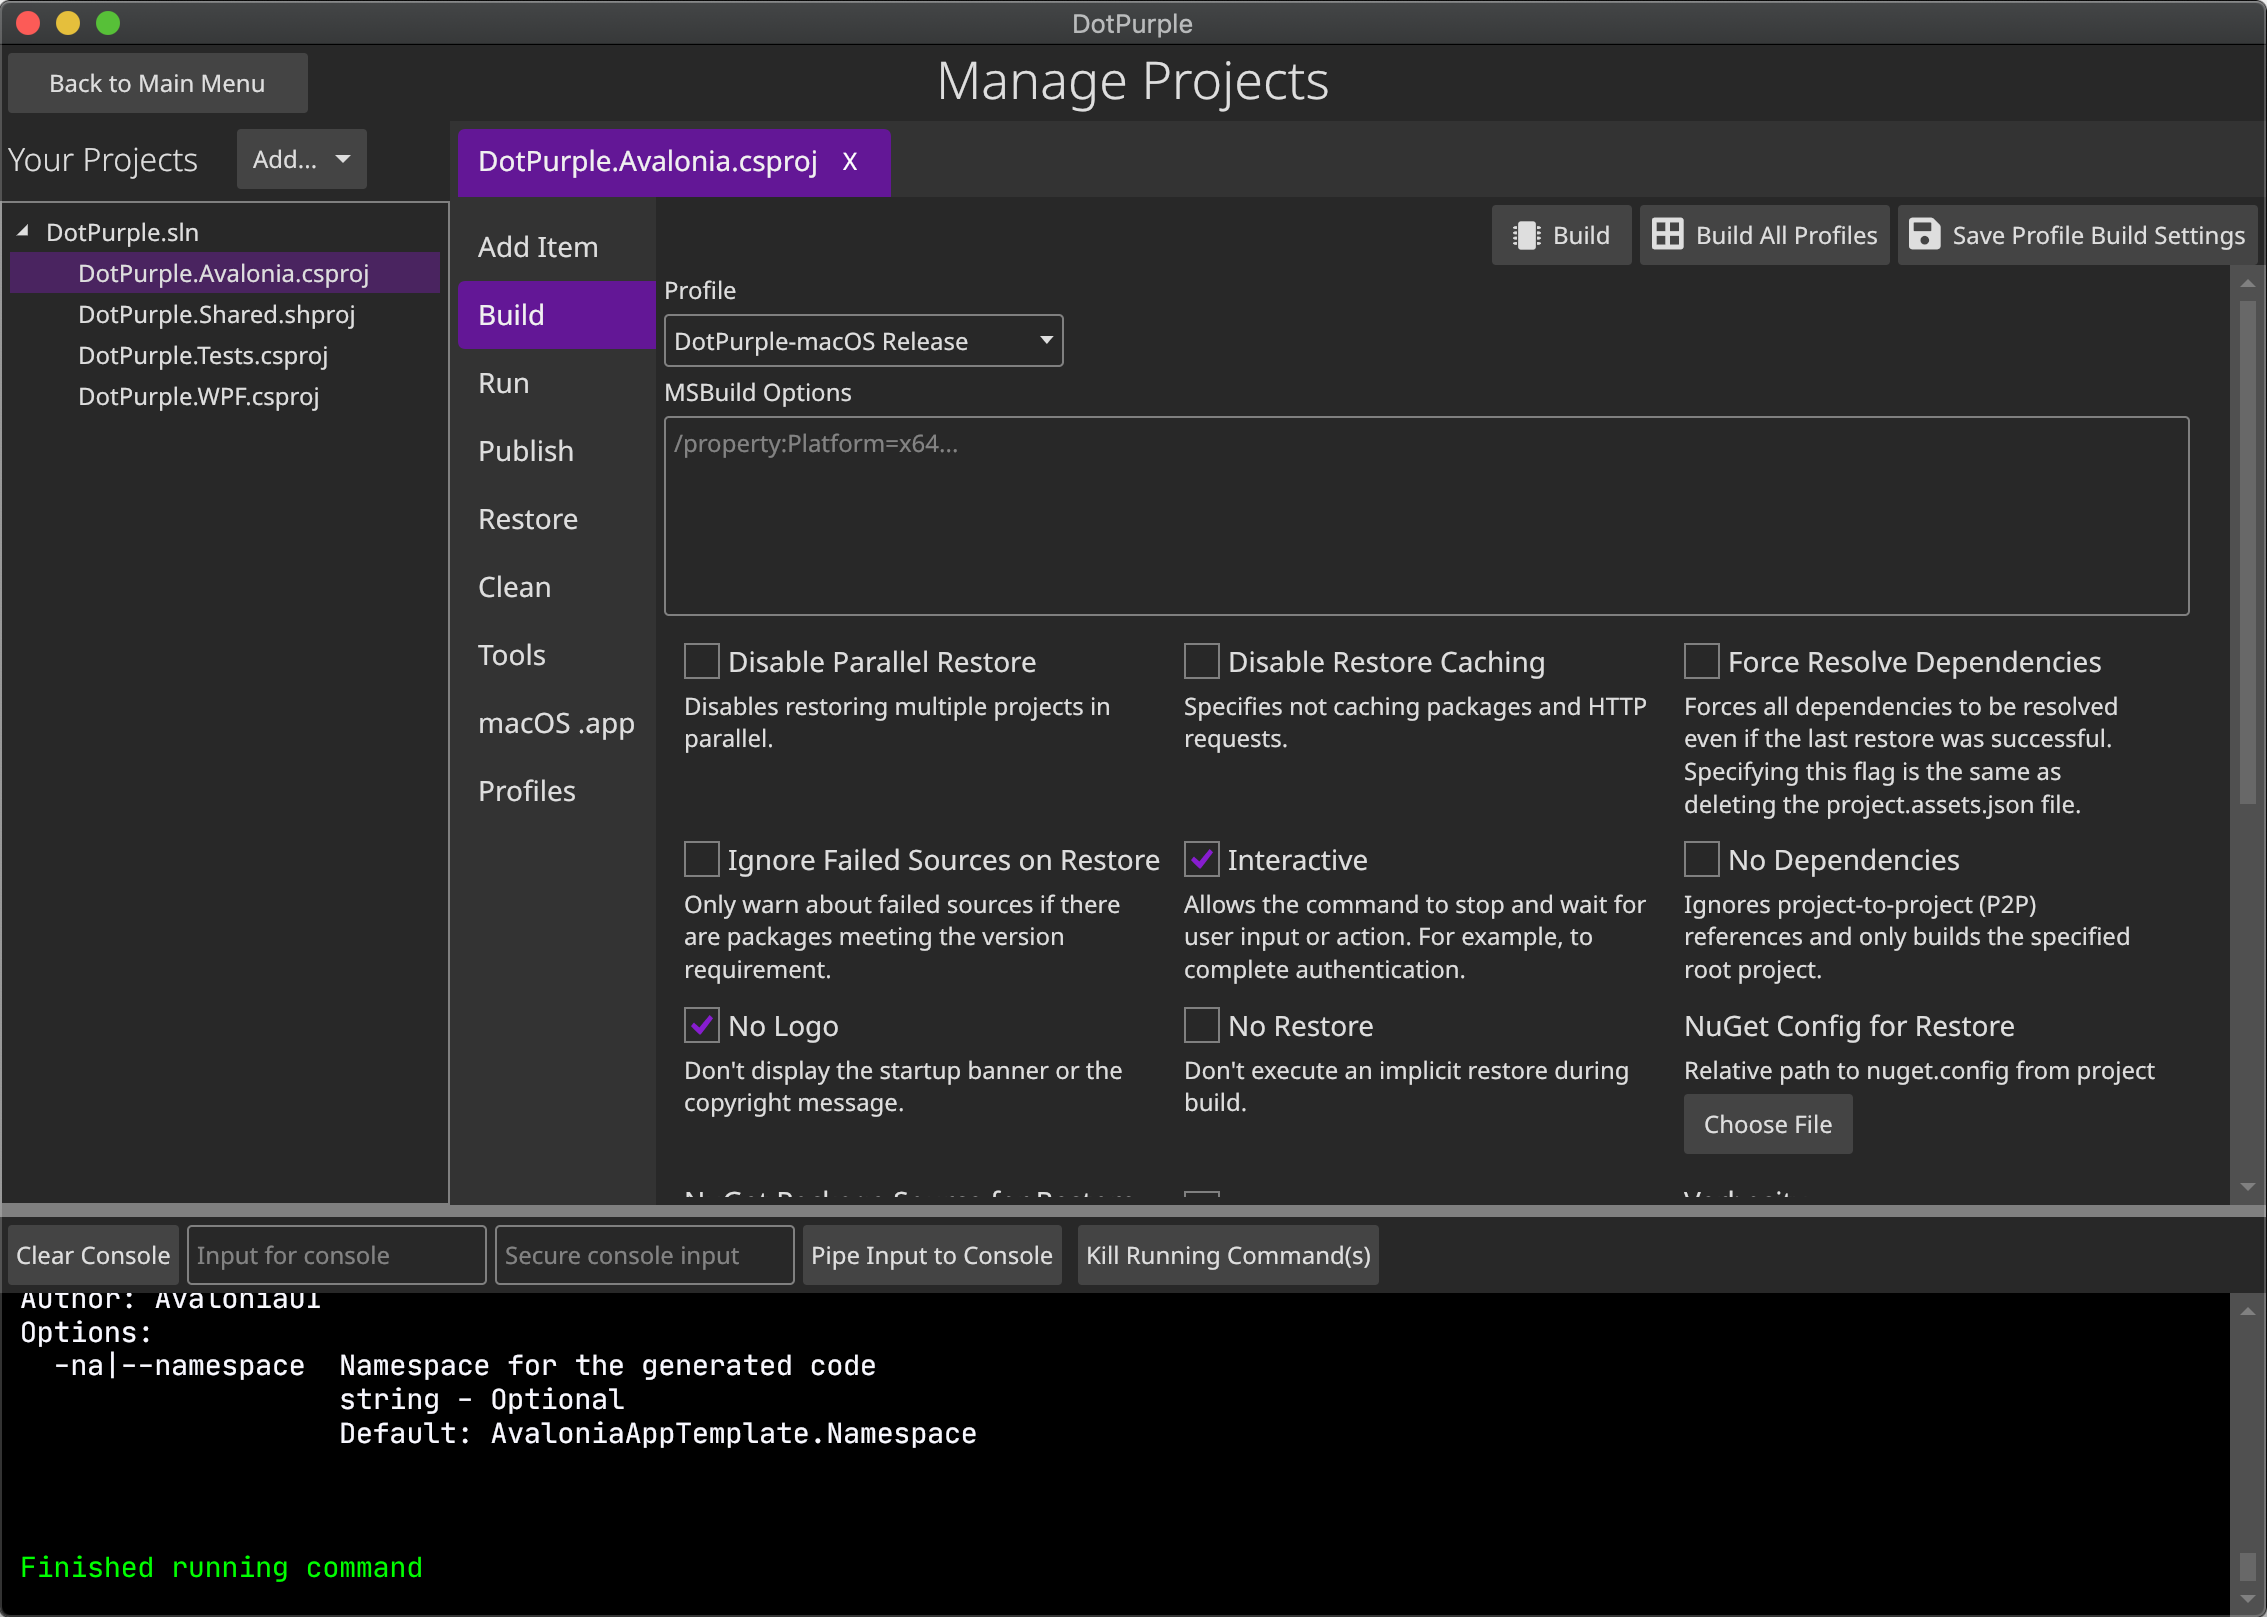 DotPurple
Back to Main Menu
Manage Projects
Your Projects
Add...
DotPurple.sln
DotPurple.Avalonia.csproj
DotPurple.Shared.shproj
DotPurple.Tests.csproj
DotPurple.WPF.csproj
DotPurple.Avalonia.csproj X
Add Item
Build
Run
Publish
Restore
Clean
Tools
macOS .app
Profiles
Build
Build All Profiles
Save Profile Build Settings
Profile
DotPurple-macOS Release
MSBuild Options
/property:Platform=x64...
Disable Parallel Restore
Disables restoring multiple projects in
parallel.
Disable Restore Caching
Specifies not caching packages and HTTP
requests.
Force Resolve Dependencies
Forces all dependencies to be resolved
even if the last restore was successful.
Specifying this flag is the same as
deleting the project.assets.json file.
Ignore Failed Sources on Restore
Only warn about failed sources if there
are packages meeting the version
requirement.
Interactive
Allows the command to stop and wait for
user input or action. For example, to
complete authentication.
No Dependencies
Ignores project-to-project (P2P)
references and only builds the specified
root project.
No Logo
Don't display the startup banner or the
copyright message.
No Restore
Don't execute an implicit restore during
build.
NuGet Config for Restore
Relative path to nuget.config from project
Choose File
NuGet Package Source for Restore
Verbosity
Clear Console
Input for console
Secure console input
Pipe Input to Console
Kill Running Command(s)
Author: AvaloniaUI
Options:
-na|--namespace Namespace for the generated code
string - Optional
Default: AvaloniaAppTemplate.Namespace
Finished running command